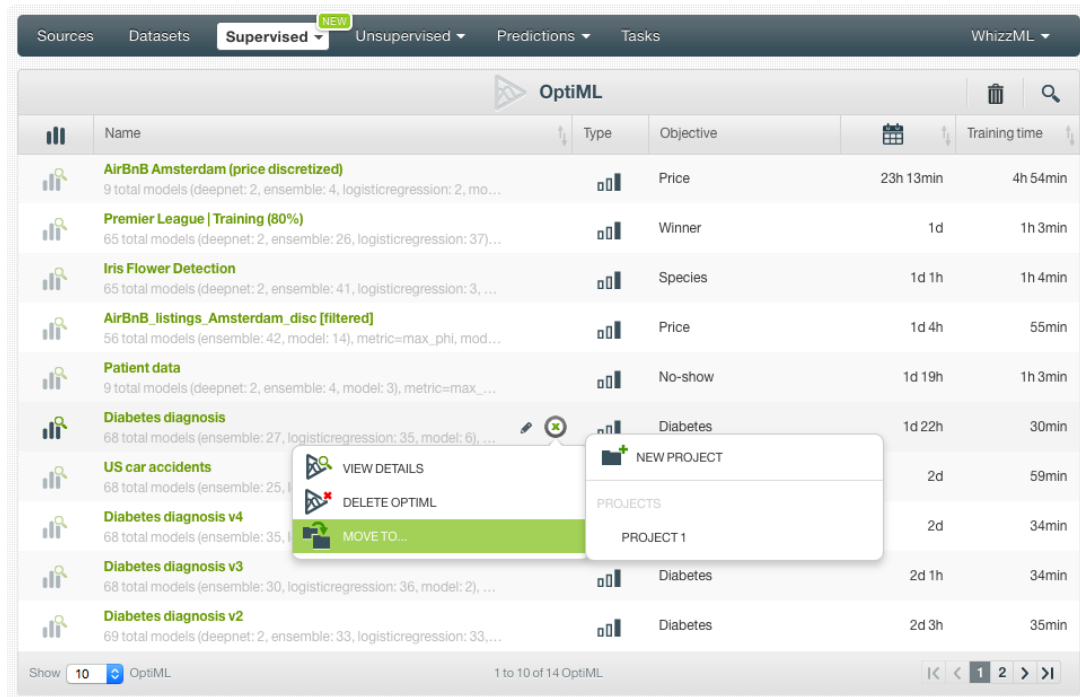 Sources Datasets Supervised NEW Unsupervised Predictions Tasks WhizzML
OptiML
Name Type Objective Training time
AirBnB Amsterdam (price discretized)
9 total models (deepnet: 2, ensemble: 4, logisticregression: 2, mo...
Price 23h 13min 4h 54min
Premier League | Training (80%)
65 total models (deepnet: 2, ensemble: 26, logisticregression: 37)...
Winner 1d 1h 3min
Iris Flower Detection
65 total models (deepnet: 2, ensemble: 41, logisticregression: 3, ...
Species 1d 1h 1h 4min
AirBnB_listings_Amsterdam_disc [filtered]
56 total models (ensemble: 42, model: 14), metric=max_phi, mod...
Price 1d 4h 55min
Patient data
9 total models (deepnet: 2, ensemble: 4, model: 3), metric=max_...
No-show 1d 19h 1h 3min
Diabetes diagnosis
68 total models (ensemble: 27, logisticregression: 35, model: 6), ...
Diabetes 1d 22h 30min
US car accidents
68 total models (ensemble: 25, l
2d 59min
Diabetes diagnosis v4
68 total models (ensemble: 35, l
2d 34min
VIEW DETAILS
DELETE OPTIML
MOVE TO...
NEW PROJECT
PROJECTS
PROJECT 1
Diabetes diagnosis v3
68 total models (ensemble: 30, logisticregression: 36, model: 2), ...
Diabetes 2d 1h 34min
Diabetes diagnosis v2
69 total models (deepnet: 2, ensemble: 33, logisticregression: 33,...
Diabetes 2d 3h 35min
Show 10 OptiML 1 to 10 of 14 OptiML 1 2